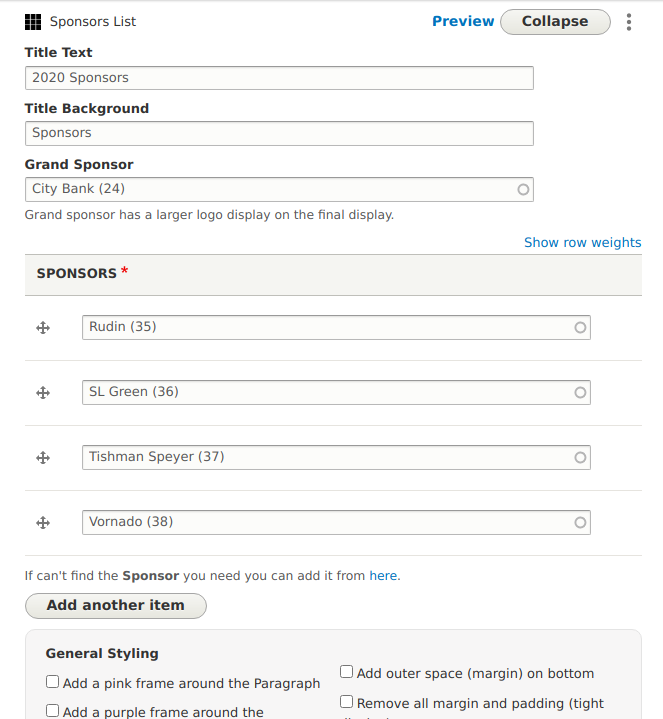 Sponsors List
Preview
Collapse
Title Text
2020 Sponsors
Title Background
Sponsors
Grand Sponsor
City Bank (24)
Grand sponsor has a larger logo display on the final display.
Show row weights
SPONSORS *
Rudin (35)
SL Green (36)
Tishman Speyer (37)
Vornado (38)
If can't find the Sponsor you need you can add it from here.
Add another item
General Styling
Add a pink frame around the Paragraph
Add a purple frame around the
Add outer space (margin) on bottom
Remove all margin and padding (tight